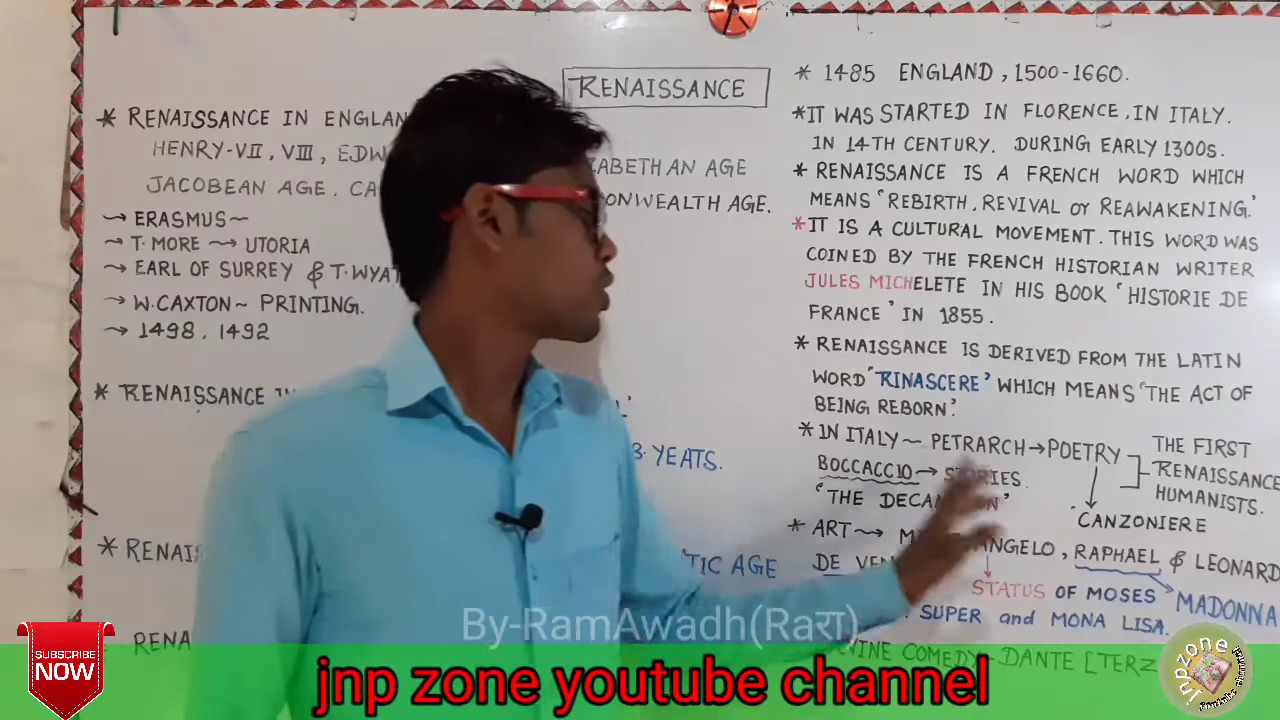 RENAISSANCE
* RENAISSANCE IN ENGLAN
HENRY-VII, VIII, EDW
ZABETHAN AGE
JACOBEAN AGE. CA
ONWEALTH AGE.
→ ERASMUS~
→ T. MORE → UTORIA
→ EARL OF SURREY & T. WYAT
→ W. CAXTON~ PRINTING.
→ 1498. 1492
* RENAISSANCE
YEATS.
* RENAIS
TIC AGE
RENA
* 1485 ENGLAND, 1500-1660.
* IT WAS STARTED IN FLORENCE, IN ITALY.
IN 14TH CENTURY. DURING EARLY 1300s.
* RENAISSANCE IS A FRENCH WORD WHICH
MEANS 'REBIRTH, REVIVAL or REAWAKENING.'
* IT IS A CULTURAL MOVEMENT. THIS WORD WAS
COINED BY THE FRENCH HISTORIAN WRITER
JULES MICHELETE IN HIS BOOK 'HISTORIE DE
FRANCE' IN 1855.
* RENAISSANCE IS DERIVED FROM THE LATIN
WORD 'RINASCERE' WHICH MEANS 'THE ACT OF
BEING REBORN'.
* IN ITALY~ PETRARCH → POETRY
BOCCACCIO → STORIES.
'THE DECAM N'
THE FIRST
RENAISSANCE
HUMANISTS.
CANZONIERE
* ART → M ANGELO, RAPHAEL & LEONARD
DE VEN
STATUS OF MOSES
MADONNA
SUPER and MONA LISA.
VINE COMEDY DANTE [TERZ
By-RamAwadh(Raरा)
SUBSCRIBE
NOW
jnp zone youtube channel
jnpzone